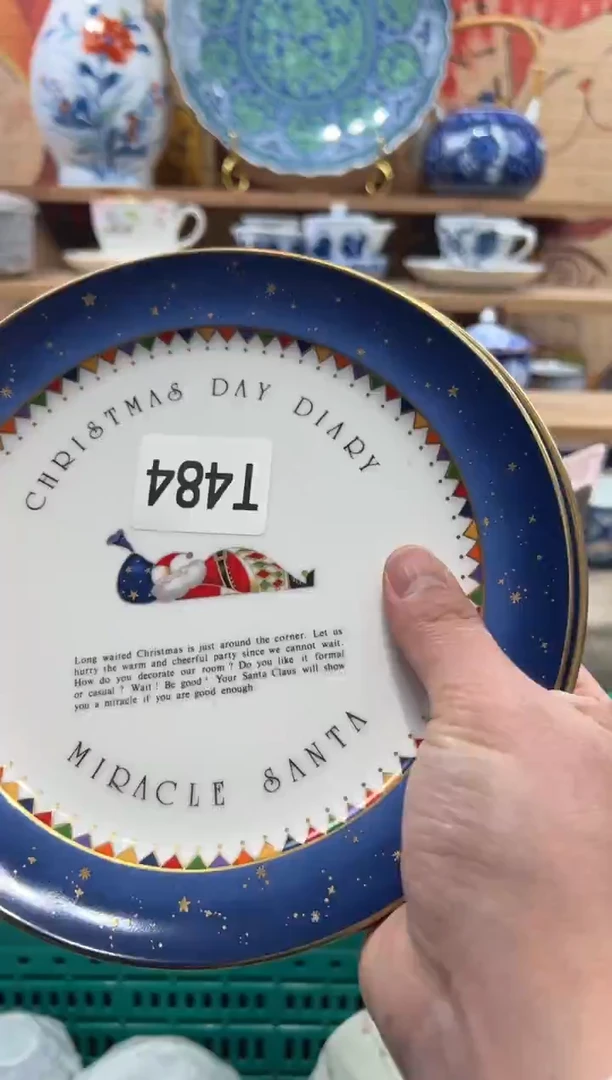 CHRISTMAS DAY DIARY
T484
Long waited Christmas is just around the corner. Let us
hurry the warm and cheerful party since we cannot wait.
How do you decorate our room ? Do you like it formal
or casual ? Wait ! Be good ! Your Santa Claus will show
you a miracle if you are good enough
MIRACLE SANTA